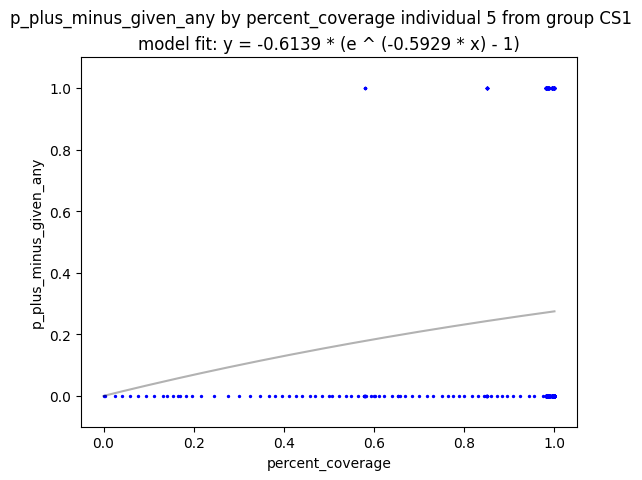 p_plus_minus_given_any by percent_coverage individual 5 from group CS1
model fit: y = -0.6139 * (e ^ (-0.5929 * x) - 1)
1.0
0.8
0.6
0.4
0.2
0.0
p_plus_minus_given_any
0.0 0.2 0.4 0.6 0.8 1.0
percent_coverage